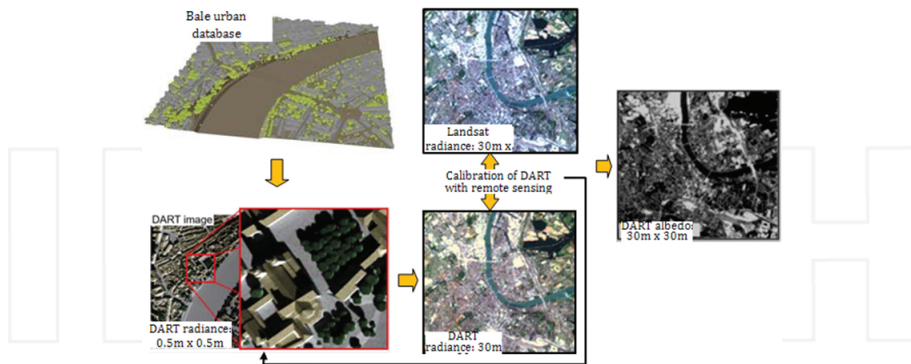 Bale urban
database
Landsat
radiance: 30m x
Calibration of DART
with remote sensing
DART albedo:
30m x 30m
DART image
DART radiance:
0.5m x 0.5m
DART
radiance: 30m